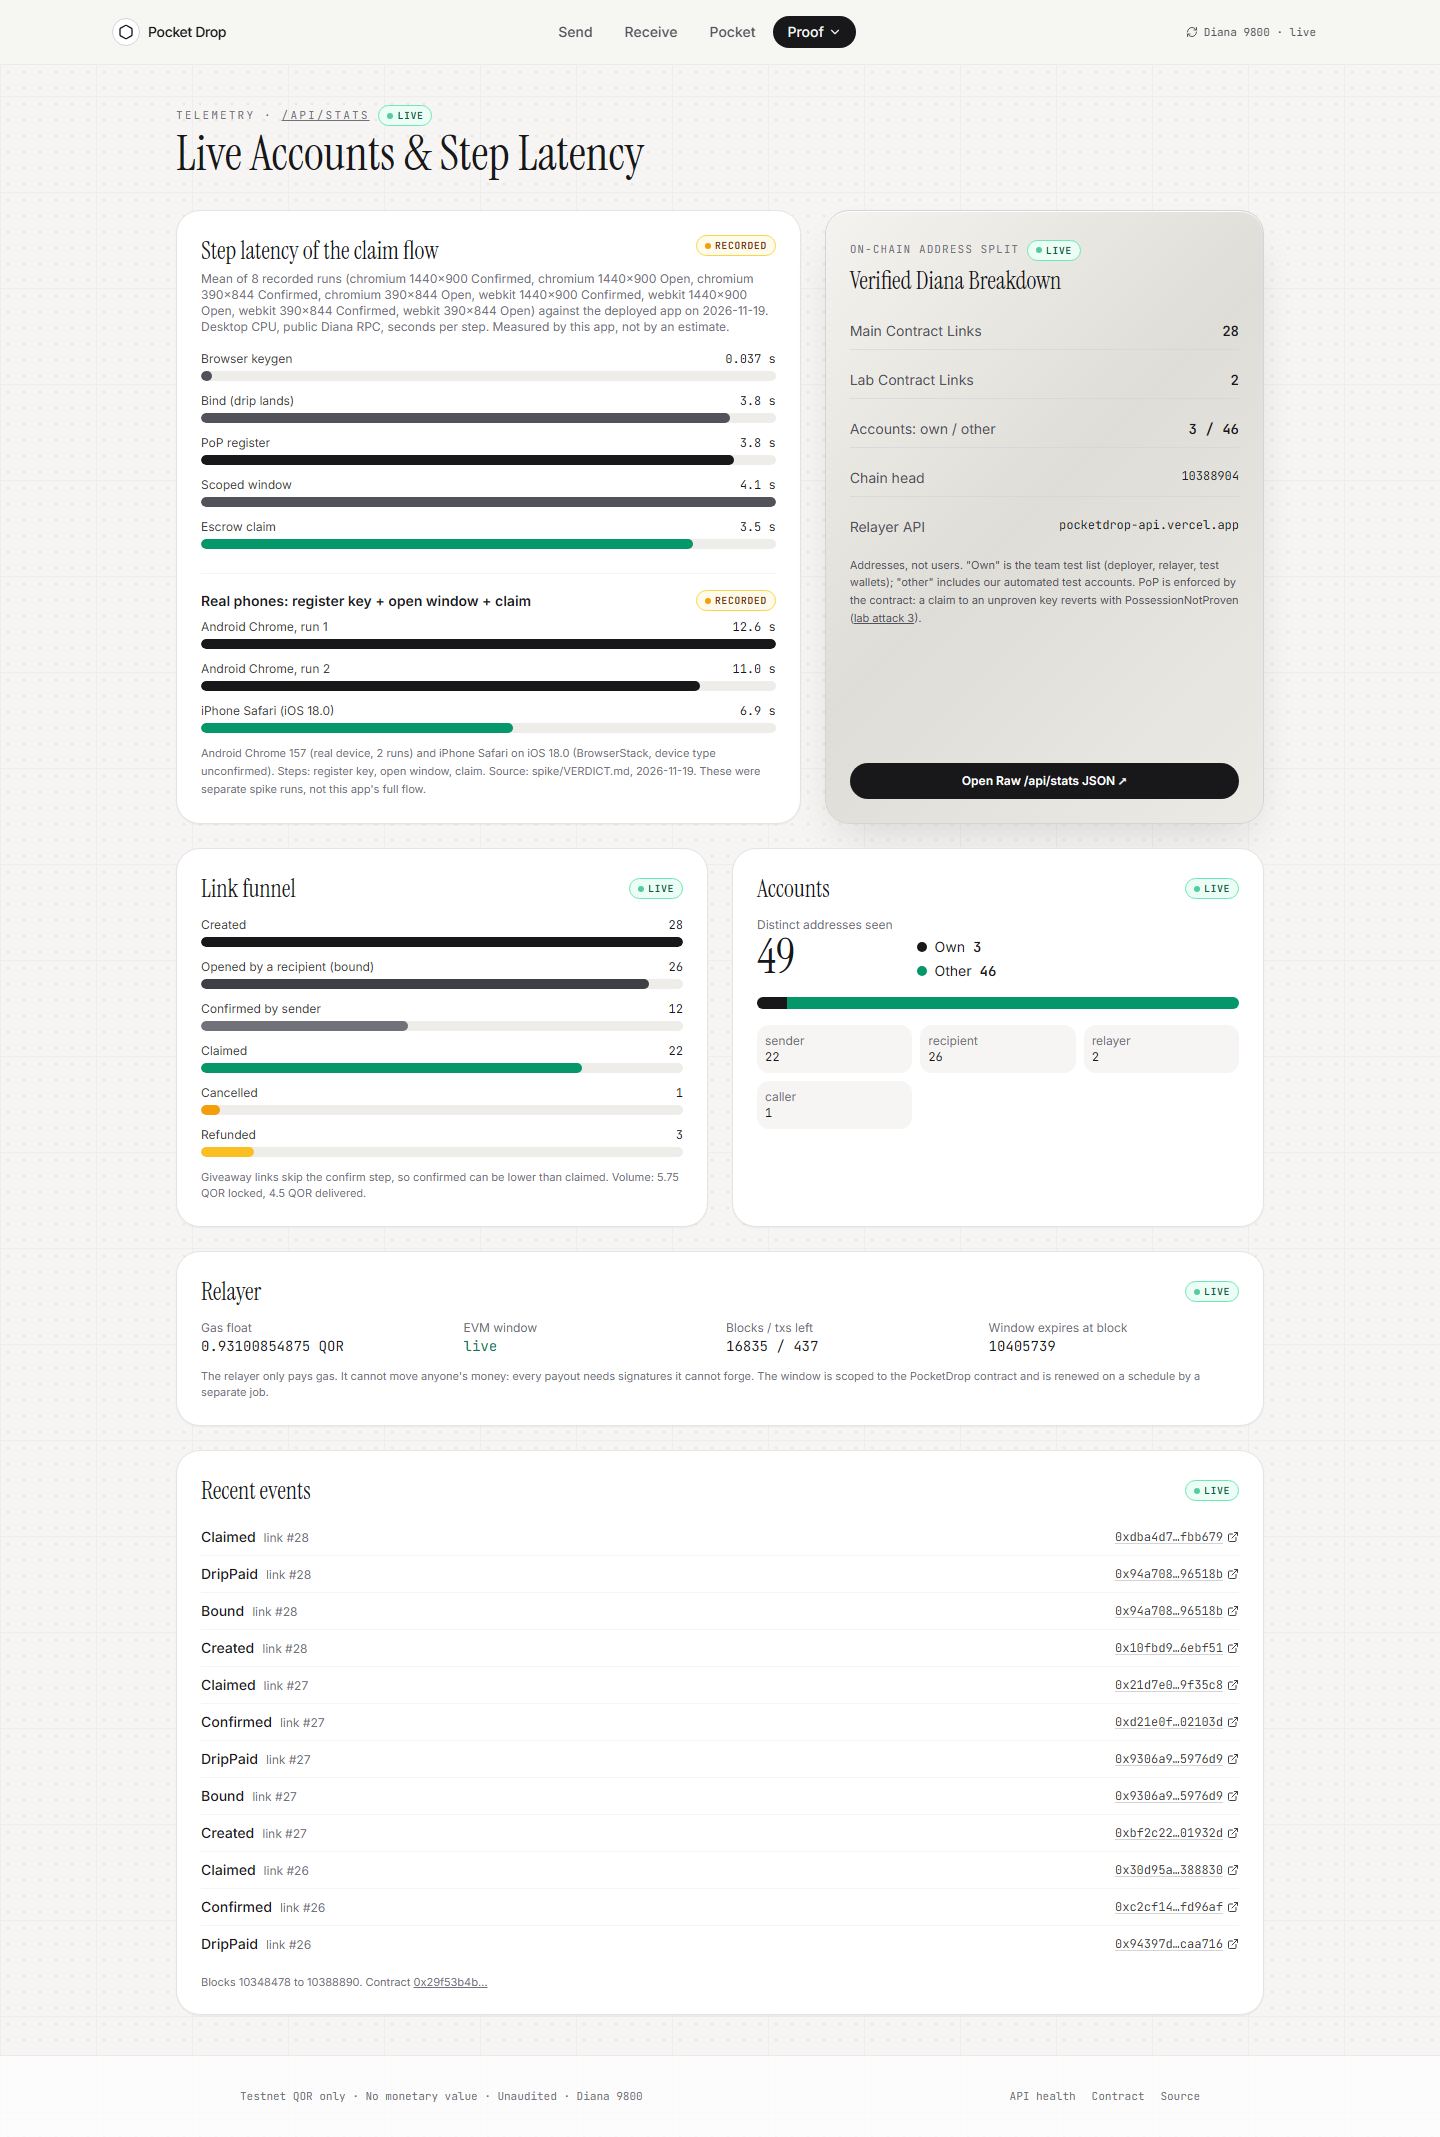 Pocket Drop
Send
Receive
Pocket
Proof
Diana 9800 · live
TELEMETRY · /API/STATS
LIVE
Live Accounts & Step Latency
Step latency of the claim flow
RECORDED
Mean of 8 recorded runs (chromium 1440×900 Confirmed, chromium 1440×900 Open, chromium
390×844 Confirmed, chromium 390×844 Open, webkit 1440×900 Confirmed, webkit 1440×900
Open, webkit 390×844 Confirmed, webkit 390×844 Open) against the deployed app on 2026-11-19.
Desktop CPU, public Diana RPC, seconds per step. Measured by this app, not by an estimate.
Browser keygen 0.037 s
Bind (drip lands) 3.8 s
PoP register 3.8 s
Scoped window 4.1 s
Escrow claim 3.5 s
Real phones: register key + open window + claim
RECORDED
Android Chrome, run 1 12.6 s
Android Chrome, run 2 11.0 s
iPhone Safari (iOS 18.0) 6.9 s
Android Chrome 157 (real device, 2 runs) and iPhone Safari on iOS 18.0 (BrowserStack, device type
unconfirmed). Steps: register key, open window, claim. Source: spike/VERDICT.md, 2026-11-19. These were
separate spike runs, not this app's full flow.
ON-CHAIN ADDRESS SPLIT
LIVE
Verified Diana Breakdown
Main Contract Links 28
Lab Contract Links 2
Accounts: own / other 3 / 46
Chain head 10388904
Relayer API pocketdrop-api.vercel.app
Addresses, not users. "Own" is the team test list (deployer, relayer, test
wallets); "other" includes our automated test accounts. PoP is enforced by
the contract: a claim to an unproven key reverts with PossessionNotProven
(lab attack 3).
Open Raw /api/stats JSON ↗
Link funnel
LIVE
Created 28
Opened by a recipient (bound) 26
Confirmed by sender 12
Claimed 22
Cancelled 1
Refunded 3
Giveaway links skip the confirm step, so confirmed can be lower than claimed. Volume: 5.75
QOR locked, 4.5 QOR delivered.
Accounts
LIVE
Distinct addresses seen
49
Own 3
Other 46
sender
22
recipient
26
relayer
2
caller
1
Relayer
LIVE
Gas float
0.93100854875 QOR
EVM window
live
Blocks / txs left
16835 / 437
Window expires at block
10405739
The relayer only pays gas. It cannot move anyone's money: every payout needs signatures it cannot forge. The window is scoped to the PocketDrop contract and is renewed on a schedule by a
separate job.
Recent events
LIVE
Claimed link #28 0xdba4d7…fbb679
DripPaid link #28 0x94a708…96518b
Bound link #28 0x94a708…96518b
Created link #28 0x10fbd9…6ebf51
Claimed link #27 0x21d7e0…9f35c8
Confirmed link #27 0xd21e0f…02103d
DripPaid link #27 0x9306a9…5976d9
Bound link #27 0x9306a9…5976d9
Created link #27 0xbf2c22…01932d
Claimed link #26 0x30d95a…388830
Confirmed link #26 0xc2cf14…fd96af
DripPaid link #26 0x94397d…caa716
Blocks 10348478 to 10388890. Contract 0x29f53b4b…
Testnet QOR only · No monetary value · Unaudited · Diana 9800
API health
Contract
Source